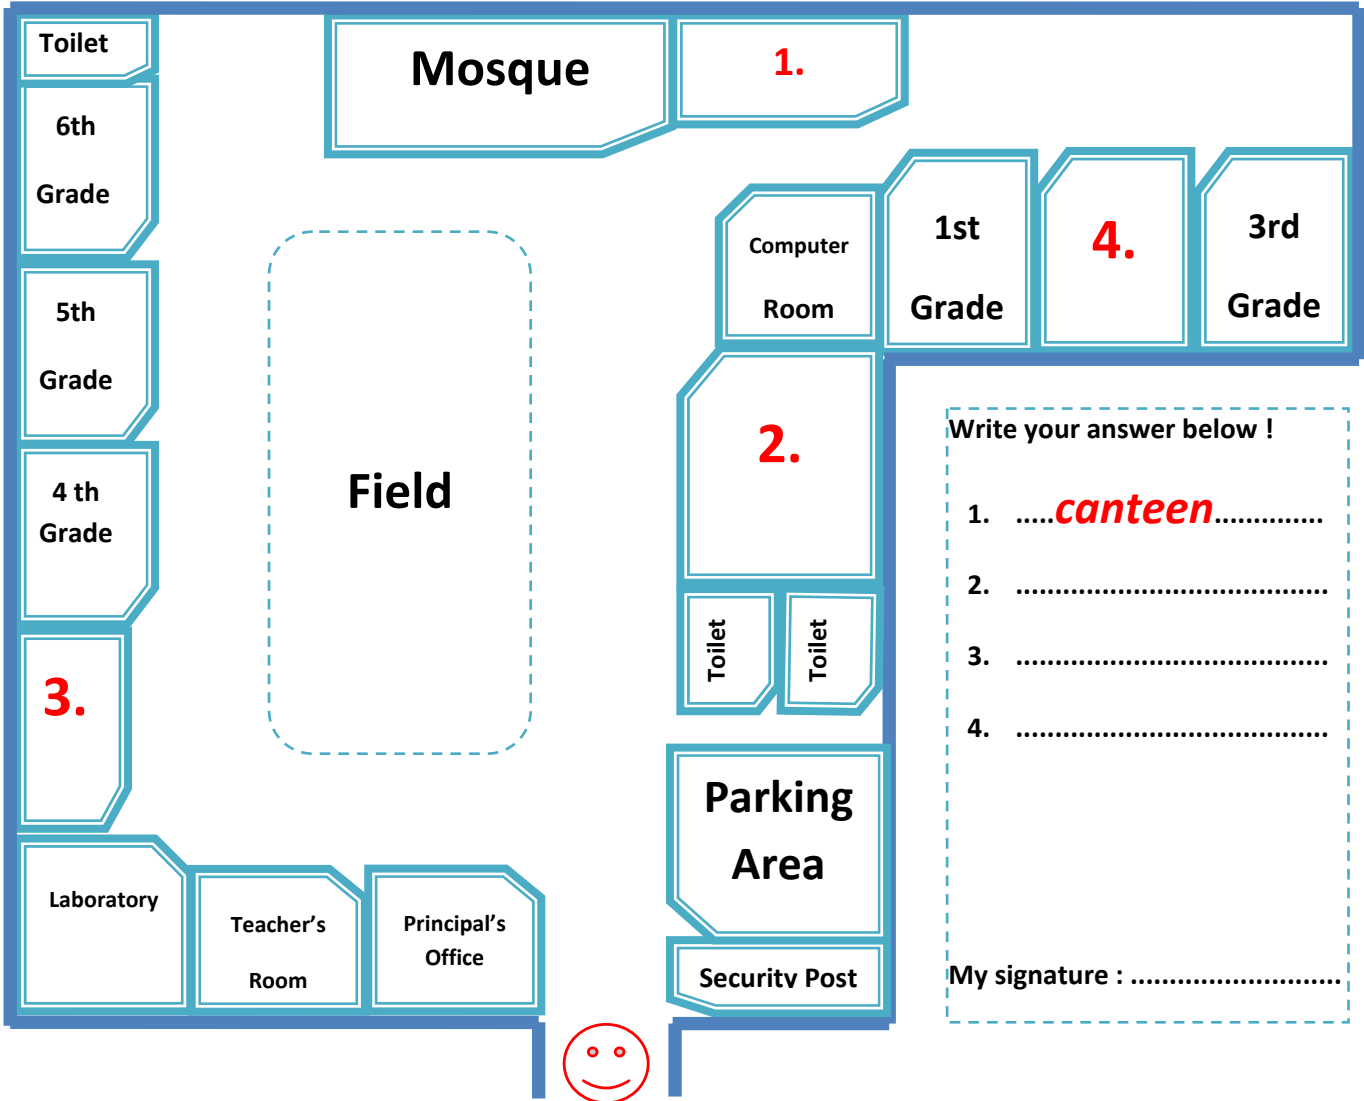 Toilet
Mosque
1.
6th
Grade
Computer
Room
1st
Grade
4.
3rd
Grade
5th
Grade
2.
Field
4 th
Grade
3.
Toilet
Toilet
Parking
Area
Laboratory
Teacher’s
Room
Principal’s
Office
Security Post
Write your answer below !
1. .....canteen..............
2. ........................................
3. ........................................
4. ........................................
My signature : ...........................